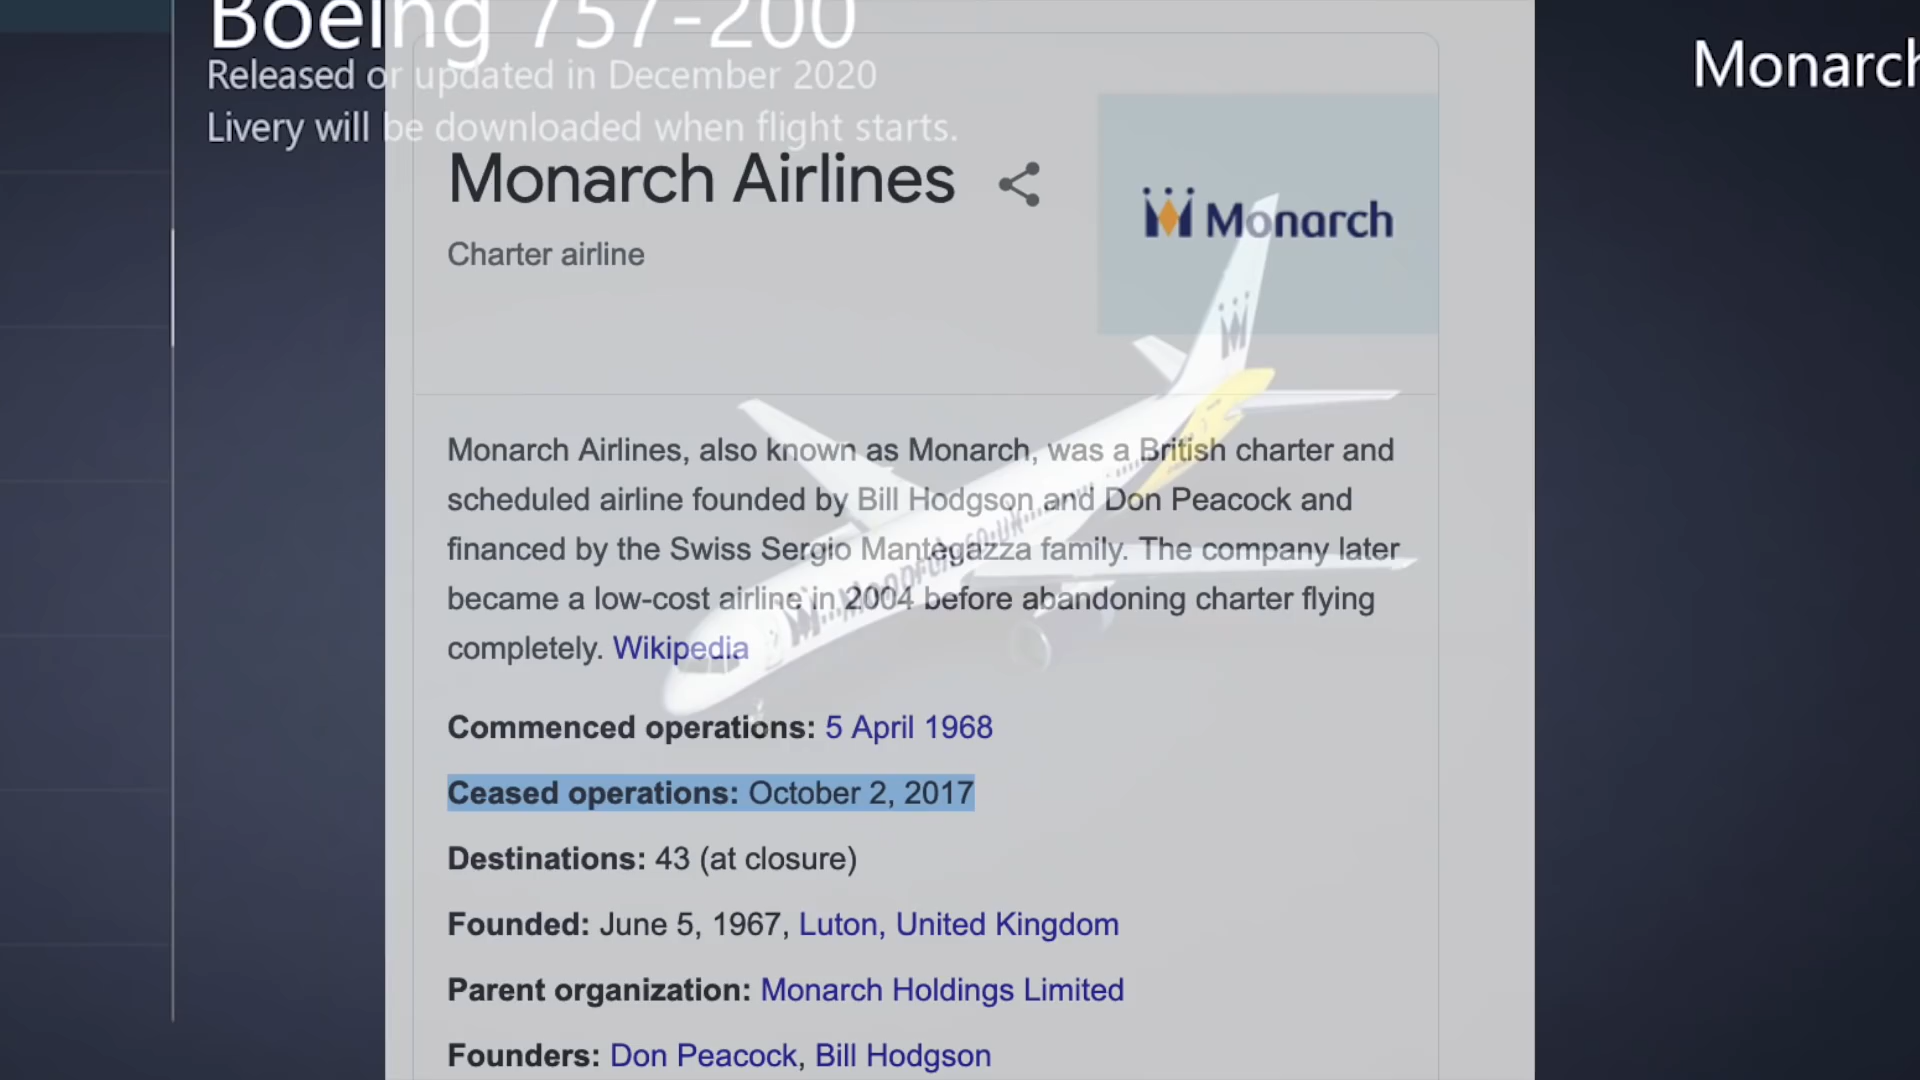 Boeing 757-200
Released or updated in December 2020
Livery will be downloaded when flight starts.
Monarch
Monarch Airlines
Charter airline
Monarch
Monarch Airlines, also known as Monarch, was a British charter and
scheduled airline founded by Bill Hodgson and Don Peacock and
financed by the Swiss Sergio Mantegazza family. The company later
became a low-cost airline in 2004 before abandoning charter flying
completely. Wikipedia
Commenced operations: 5 April 1968
Ceased operations: October 2, 2017
Destinations: 43 (at closure)
Founded: June 5, 1967, Luton, United Kingdom
Parent organization: Monarch Holdings Limited
Founders: Don Peacock, Bill Hodgson